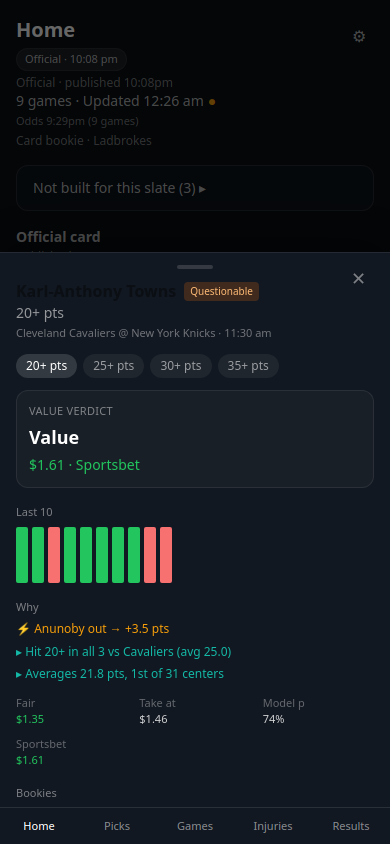 Home
Official · 10:08 pm
Official · published 10:08pm
9 games · Updated 12:26 am
Odds 9:29pm (9 games)
Card bookie · Ladbrokes
Not built for this slate (3) ▸
Official card
Karl-Anthony Towns Questionable
20+ pts
Cleveland Cavaliers @ New York Knicks · 11:30 am
20+ pts 25+ pts 30+ pts 35+ pts
VALUE VERDICT
Value
$1.61 · Sportsbet
Last 10
Why
⚡ Anunoby out → +3.5 pts
▸ Hit 20+ in all 3 vs Cavaliers (avg 25.0)
▸ Averages 21.8 pts, 1st of 31 centers
Fair Take at Model p
$1.35 $1.46 74%
Sportsbet
$1.61
Bookies
Home Picks Games Injuries Results